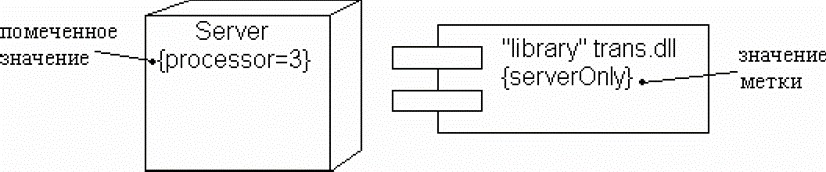 помеченное
значение
Server
{processor=3}
"library" trans.dll
{serverOnly}
значение
метки